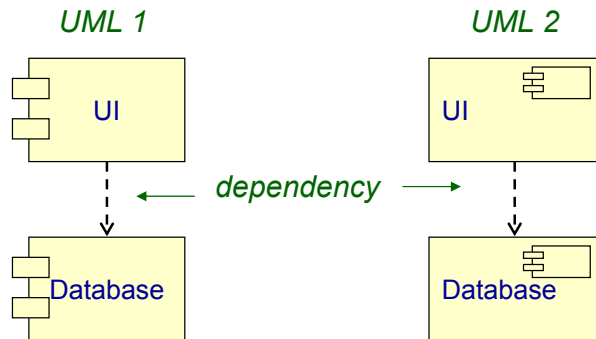 UML 1
UML 2
UI
UI
dependency
Database
Database